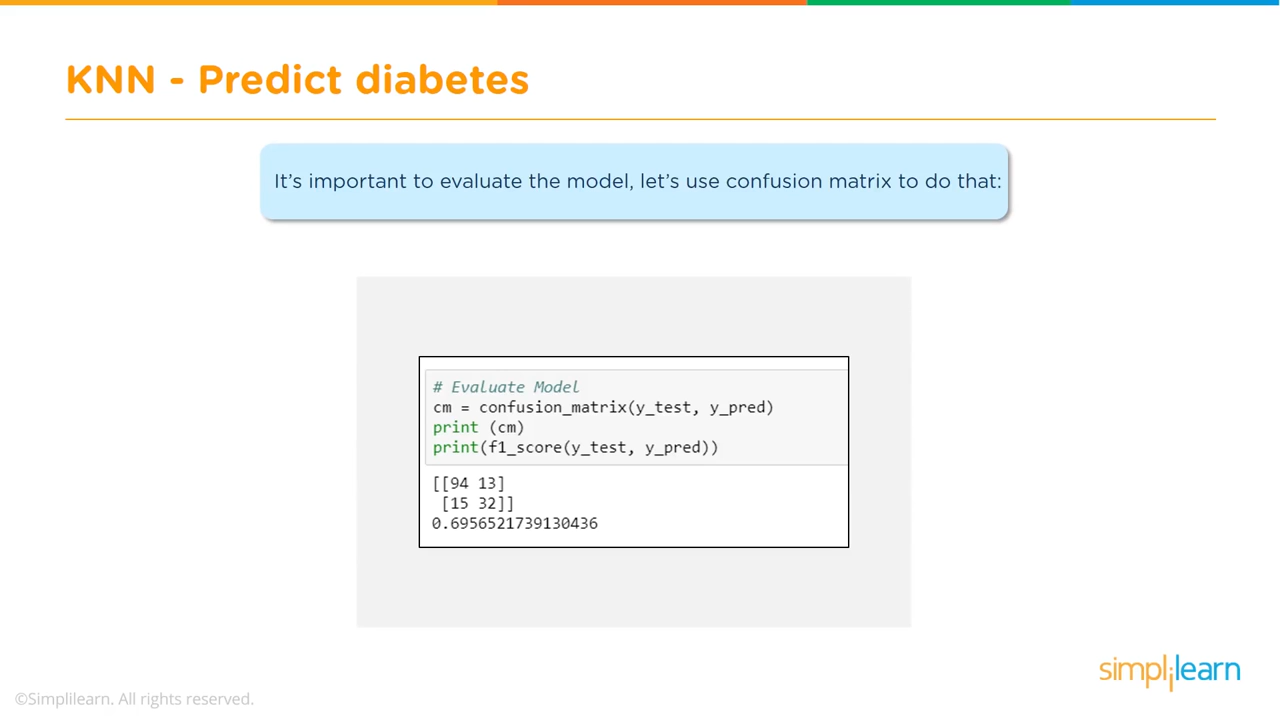 KNN - Predict diabetes
It's important to evaluate the model, let's use confusion matrix to do that:
# Evaluate Model
cm = confusion_matrix(y_test, y_pred)
print (cm)
print(f1_score(y_test, y_pred))
[[94 13]
 [15 32]]
0.6956521739130436
simplilearn
©Simplilearn. All rights reserved.